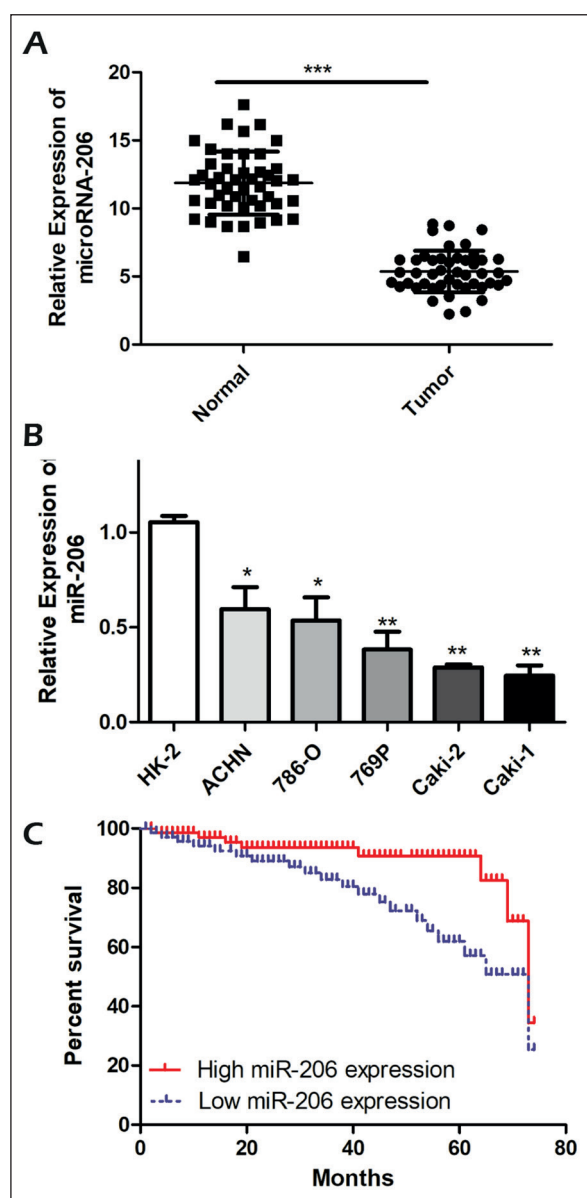 A
***
Relative Expression of
microRNA-206
20
15
10
5
0
Normal
Tumor
B
Relative Expression of
miR-206
1.0
0.5
0.0
*
*
**
**
**
HK-2
ACHN
786-O
769P
Caki-2
Caki-1
C
Percent survival
100
80
60
40
20
0
High miR-206 expression
Low miR-206 expression
0
20
40
60
80
Months